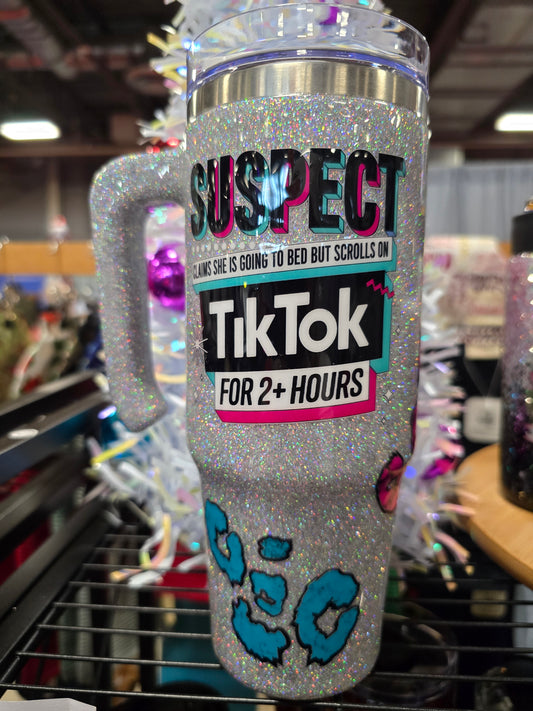 SUSPECT
CLAIMS SHE IS GOING TO BED BUT SCROLLS ON
TikTok
FOR 2+ HOURS